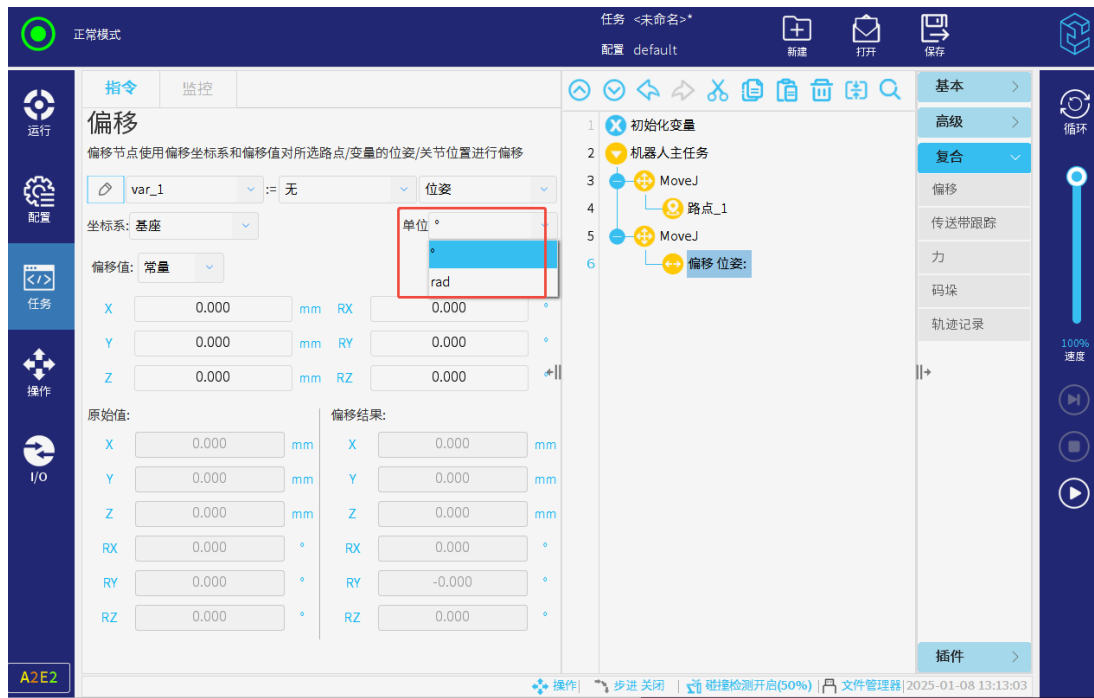 任务 <未命名>*
正常模式
配置 default
新建
打开
保存
指令 监控
基本
运行
偏移
1 初始化变量
高级
循环
偏移节点使用偏移坐标系和偏移值对所选路点/变量的位姿/关节位置进行偏移
2 机器人主任务
复合
var_1 := 无 位姿
3 MoveJ
偏移
配置
4 路点_1
坐标系: 基座 单位 °
传送带跟踪
5 MoveJ
°
力
偏移值: 常量
6 偏移 位姿:
rad
码垛
任务
X 0.000 mm RX 0.000 °
轨迹记录
Y 0.000 mm RY 0.000 °
100%
速度
Z 0.000 mm RZ 0.000 °
操作
原始值: 偏移结果:
X 0.000 mm X 0.000 mm
I/O
Y 0.000 mm Y 0.000 mm
Z 0.000 mm Z 0.000 mm
RX 0.000 ° RX 0.000 °
RY 0.000 ° RY -0.000 °
RZ 0.000 ° RZ 0.000 °
插件
A2E2
操作| 步进 关闭 | 碰撞检测开启(50%) | 文件管理器|2025-01-08 13:13:03